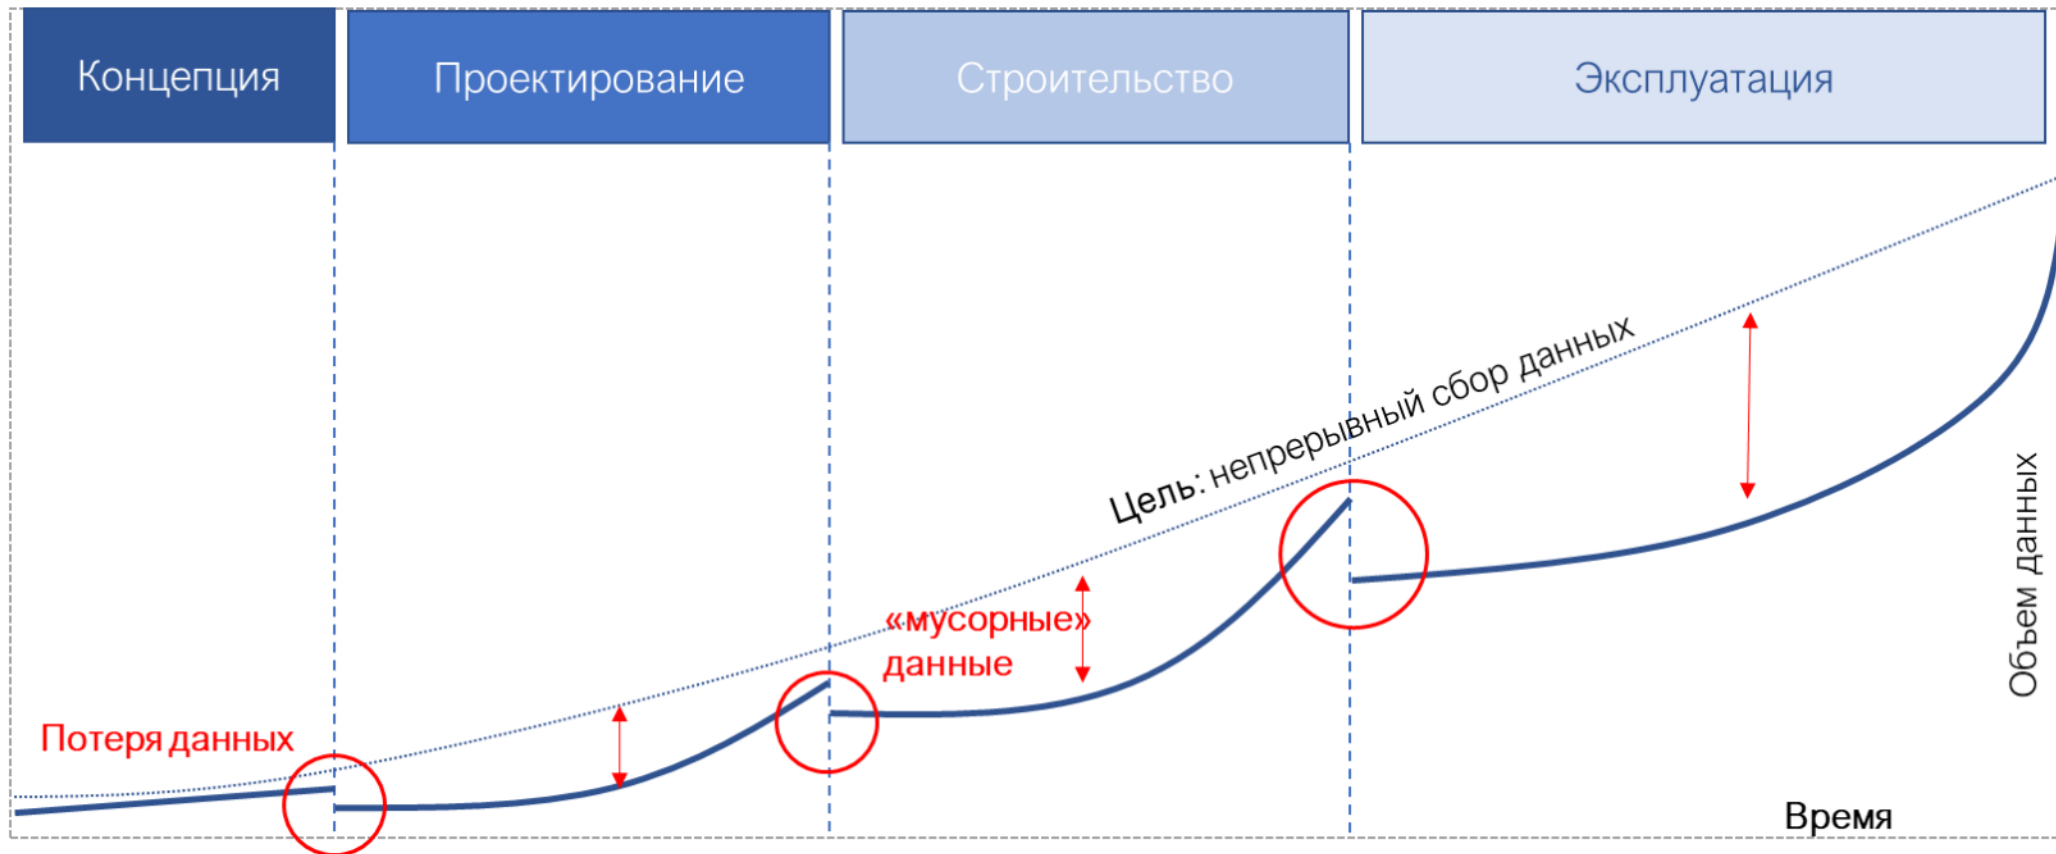 Концепция
Проектирование
Строительство
Эксплуатация
Цель: непрерывный сбор данных
«мусорные»
данные
Потеря данных
Объем данных
Время